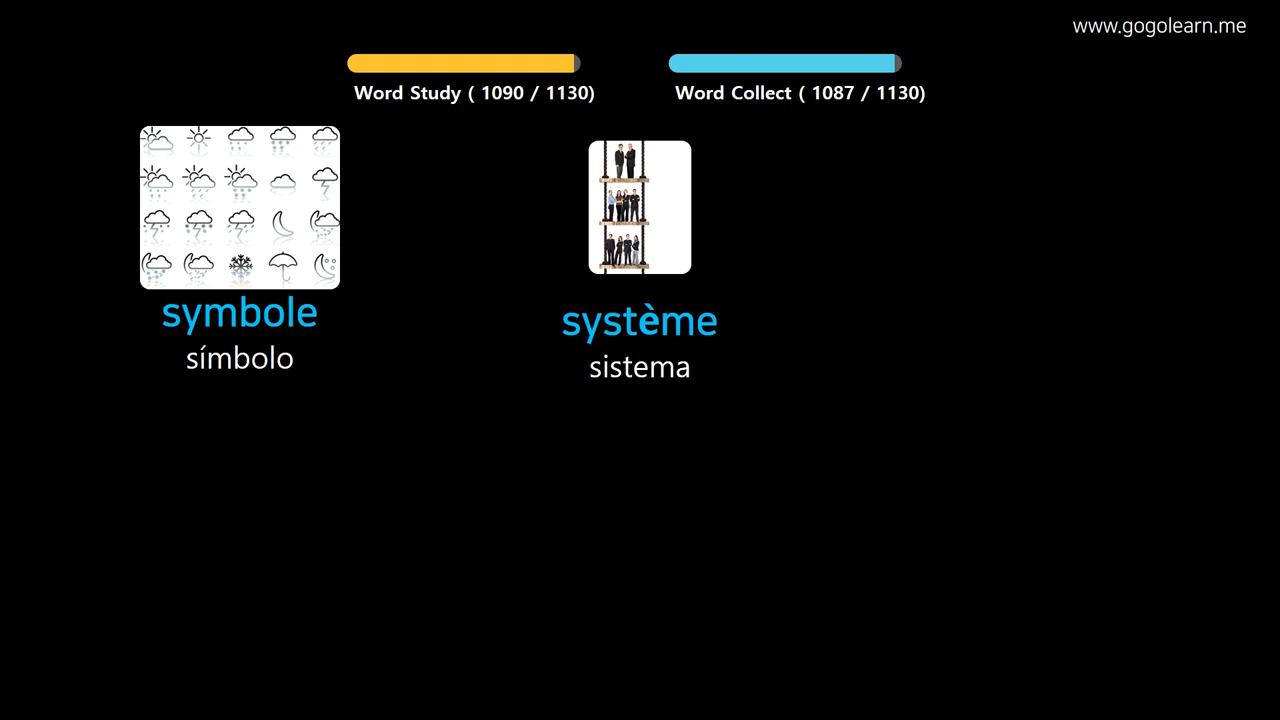 www.gogolearn.me
Word Study ( 1090 / 1130)
Word Collect ( 1087 / 1130)
symbole
símbolo
système
sistema